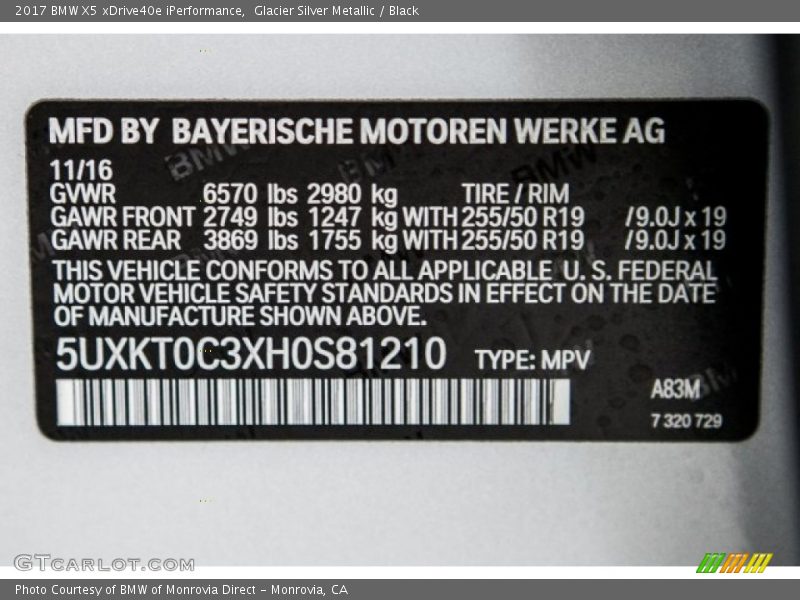 2017 BMW X5 xDrive40e iPerformance,  Glacier Silver Metallic / Black
MFD BY BAYERISCHE MOTOREN WERKE AG
11/16
GVWR 6570 lbs 2980 kg TIRE / RIM
GAWR FRONT 2749 lbs 1247 kg WITH 255/50 R19 /9.0J x 19
GAWR REAR 3869 lbs 1755 kg WITH 255/50 R19 /9.0J x 19
THIS VEHICLE CONFORMS TO ALL APPLICABLE U. S. FEDERAL
MOTOR VEHICLE SAFETY STANDARDS IN EFFECT ON THE DATE
OF MANUFACTURE SHOWN ABOVE.
5UXKT0C3XH0S81210 TYPE: MPV
A83M
7 320 729
GTCARLOT.COM
Photo Courtesy of BMW of Monrovia Direct – Monrovia, CA